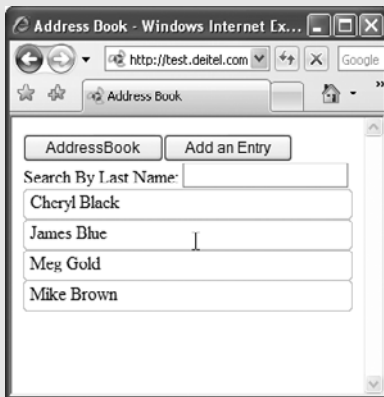 Address Book - Windows Internet Ex...
http://test.deitel.com
Google
Address Book
»
AddressBook
Add an Entry
Search By Last Name:
Cheryl Black
James Blue
Meg Gold
Mike Brown